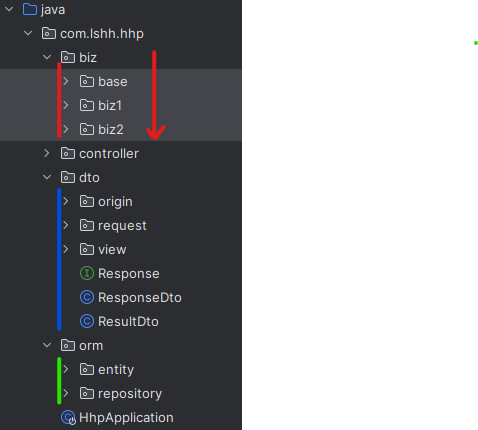 java
com.lshh.hhp
biz
base
biz1
biz2
controller
dto
origin
request
view
Response
ResponseDto
ResultDto
orm
entity
repository
HhpApplication